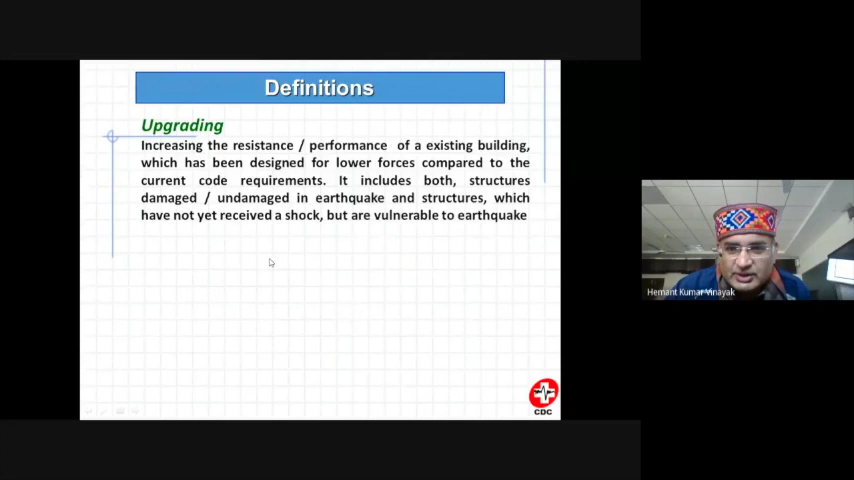 Definitions
Upgrading
Increasing the resistance / performance of a existing building,
which has been designed for lower forces compared to the
current code requirements. It includes both, structures
damaged / undamaged in earthquake and structures, which
have not yet received a shock, but are vulnerable to earthquake
CDC
Hemant Kumar Vinayak